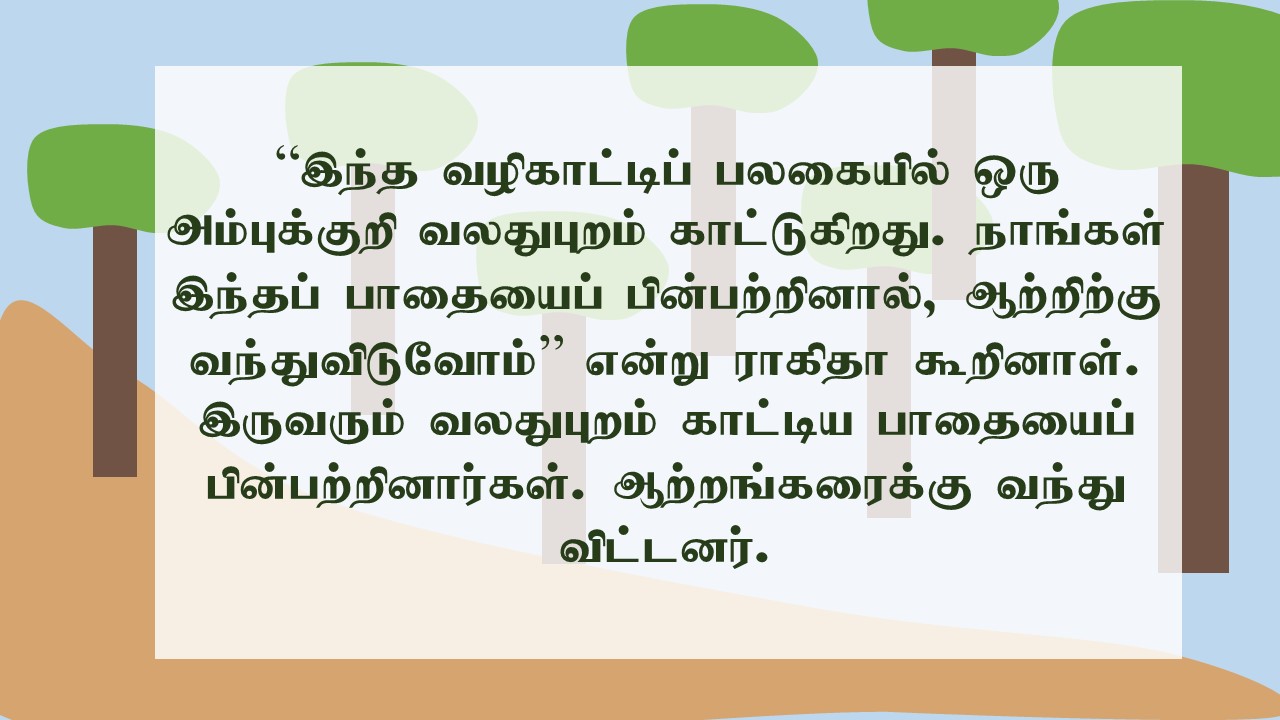 “இந்த வழிகாட்டிப் பலகையில் ஒரு
அம்புக்குறி வலதுபுறம் காட்டுகிறது. நாங்கள்
இந்தப் பாதையைப் பின்பற்றினால், ஆற்றிற்கு
வந்துவிடுவோம்” என்று ராகிதா கூறினாள்.
இருவரும் வலதுபுறம் காட்டிய பாதையைப்
பின்பற்றினார்கள். ஆற்றங்கரைக்கு வந்து
விட்டனர்.